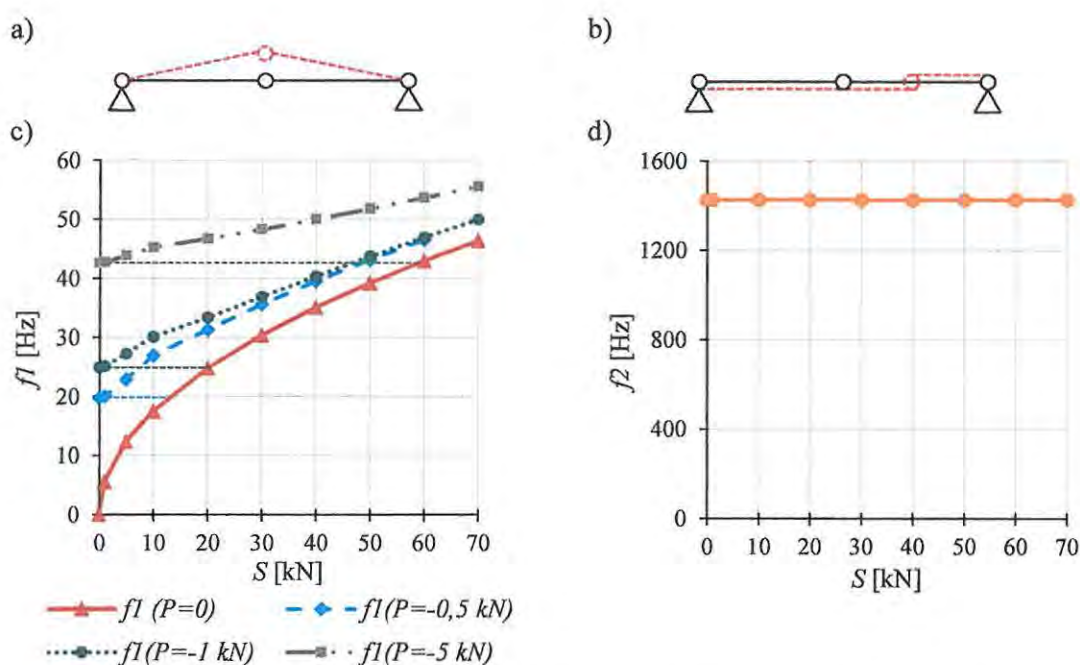 a)
b)
c)
d)
60
50
40
30
20
10
0
f1 [Hz]
0 10 20 30 40 50 60 70
S [kN]
1600
1200
800
400
0
f2 [Hz]
0 10 20 30 40 50 60 70
S [kN]
f1 (P=0)
f1(P=-0,5 kN)
f1(P=-1 kN)
f1(P=-5 kN)